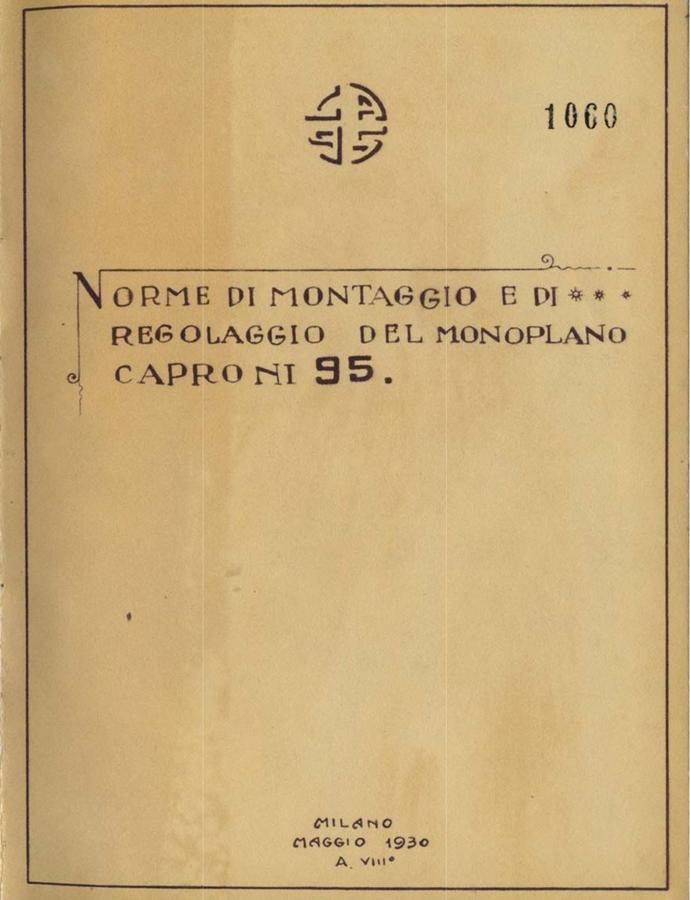 1060
NORME DI MONTAGGIO E DI * * *
REGOLAGGIO DEL MONOPLANO
CAPRONI 95.
MILANO
MAGGIO 1930
A. VIII°